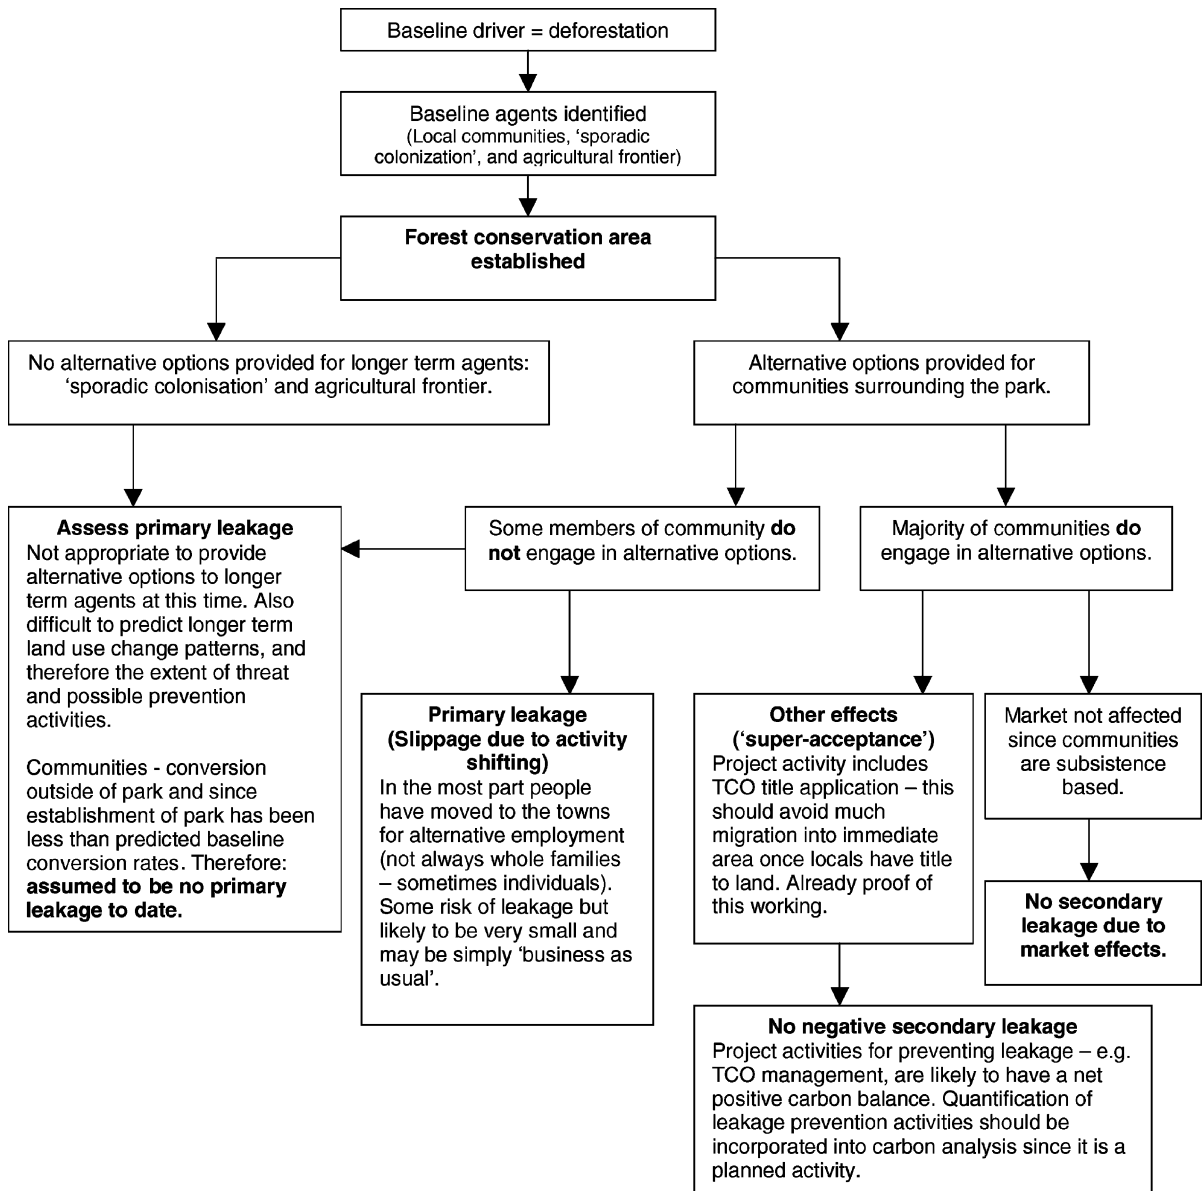 Baseline driver = deforestation
Baseline agents identified
(Local communities, ‘sporadic
colonization’, and agricultural frontier)
Forest conservation area
established
No alternative options provided for longer term agents:
‘sporadic colonisation’ and agricultural frontier.
Alternative options provided for
communities surrounding the park.
Assess primary leakage
Not appropriate to provide
alternative options to longer
term agents at this time. Also
difficult to predict longer term
land use change patterns, and
therefore the extent of threat
and possible prevention
activities.
Communities - conversion
outside of park and since
establishment of park has been
less than predicted baseline
conversion rates. Therefore:
assumed to be no primary
leakage to date.
Some members of community do
not engage in alternative options.
Majority of communities do
engage in alternative options.
Primary leakage
(Slippage due to activity
shifting)
In the most part people
have moved to the towns
for alternative employment
(not always whole families
– sometimes individuals).
Some risk of leakage but
likely to be very small and
may be simply ‘business as
usual’.
Other effects
(‘super-acceptance’)
Project activity includes
TCO title application – this
should avoid much
migration into immediate
area once locals have title
to land. Already proof of
this working.
Market not affected
since communities
are subsistence
based.
No secondary
leakage due to
market effects.
No negative secondary leakage
Project activities for preventing leakage – e.g.
TCO management, are likely to have a net
positive carbon balance. Quantification of
leakage prevention activities should be
incorporated into carbon analysis since it is a
planned activity.